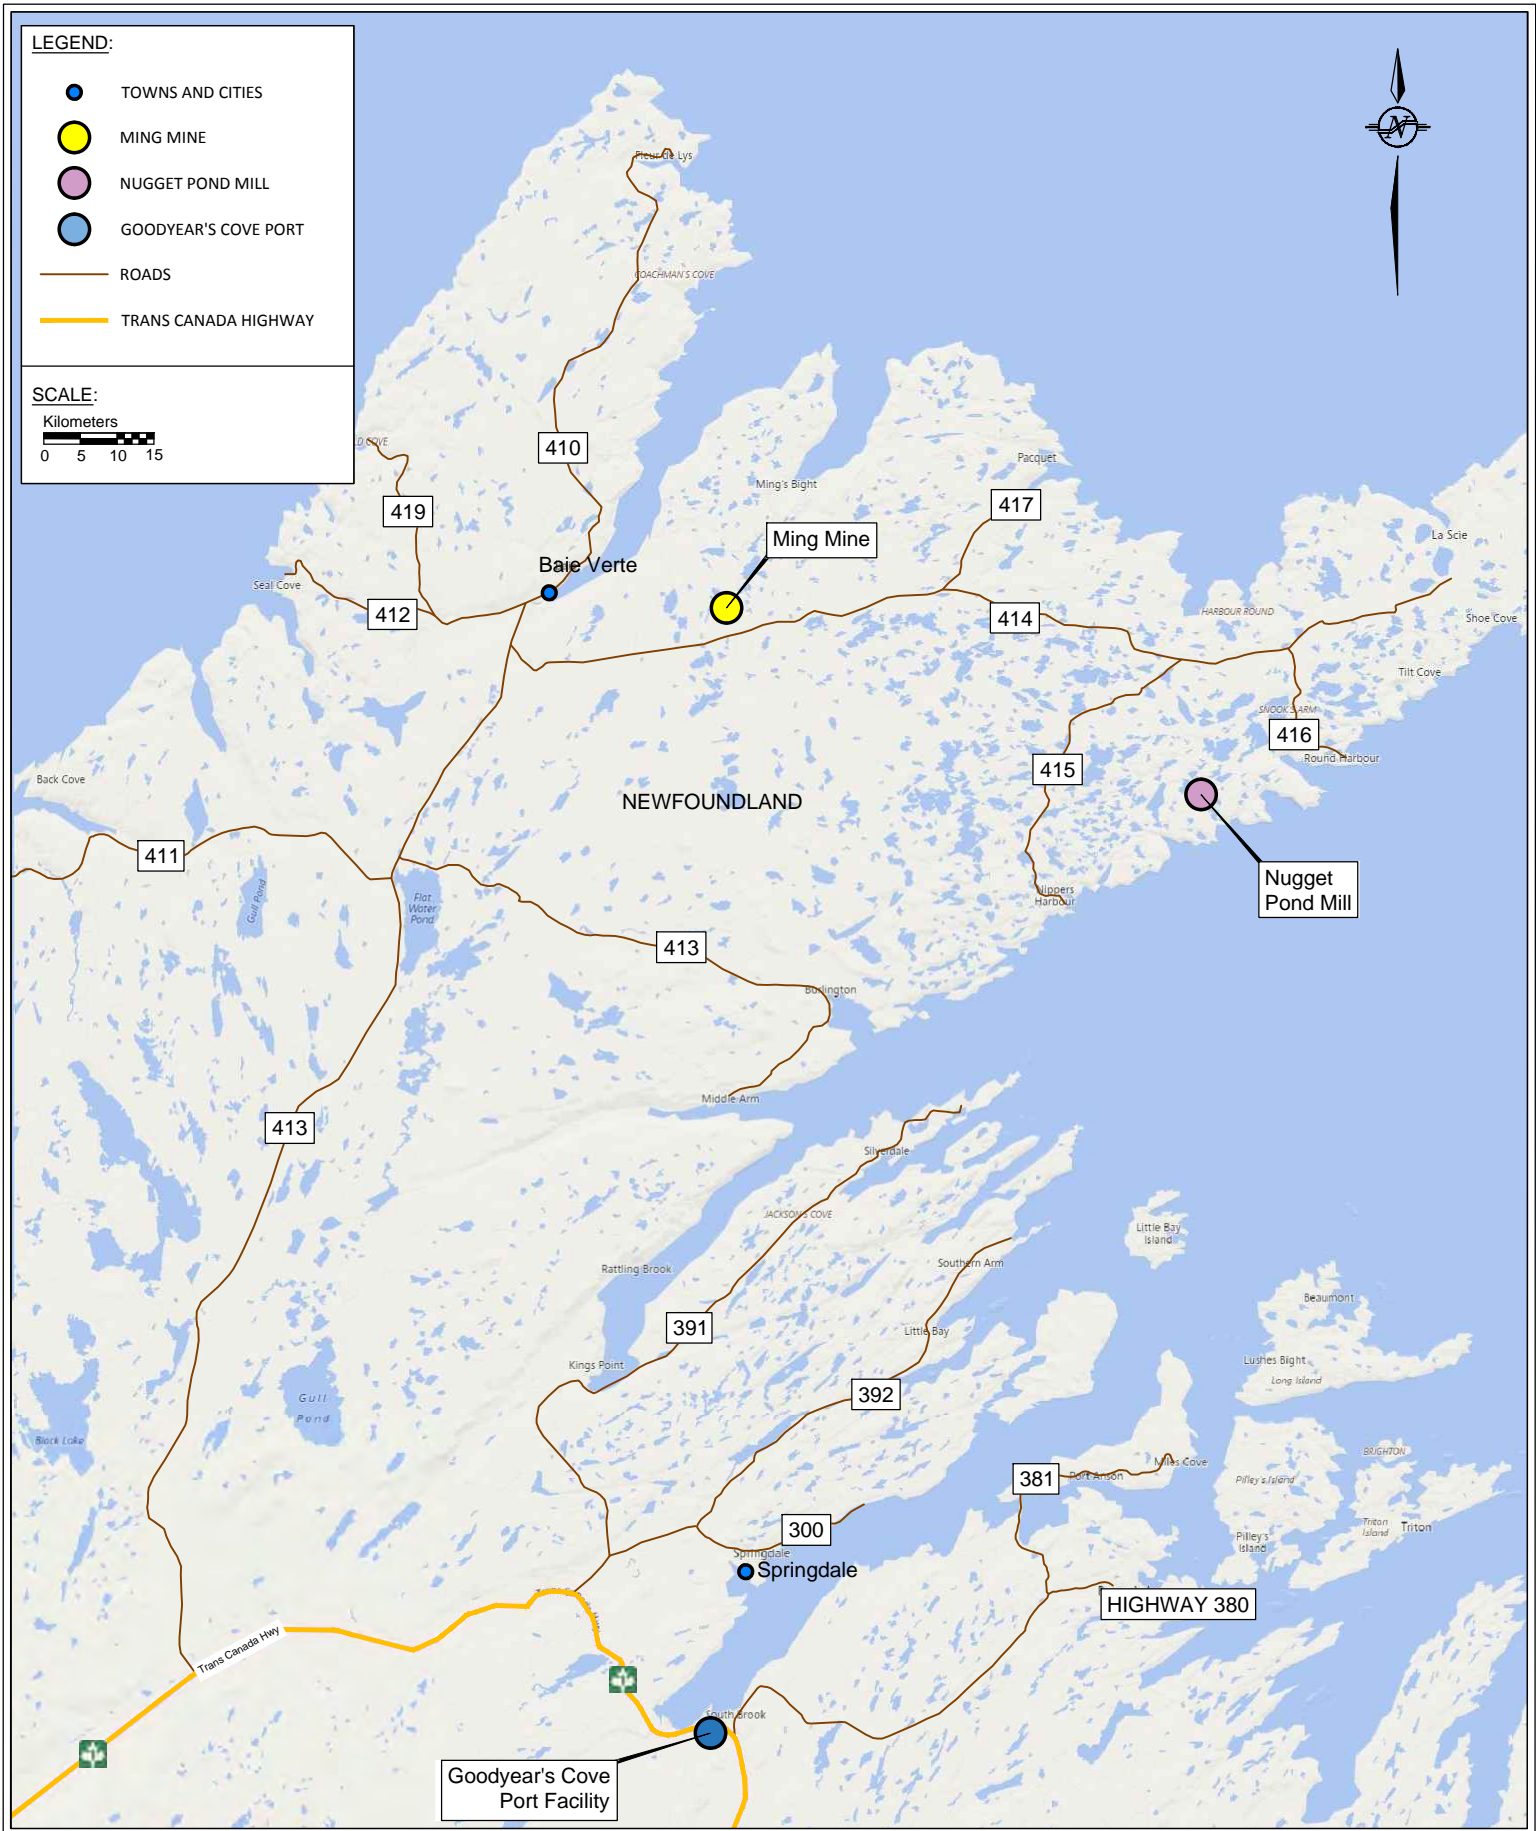 LEGEND:
TOWNS AND CITIES
MING MINE
NUGGET POND MILL
GOODYEAR'S COVE PORT
ROADS
TRANS CANADA HIGHWAY
SCALE:
Kilometers
0 5 10 15
N
Fleur de Lys
COACHMAN'S COVE
COVE
410
Pacquet
Ming's Bight
417
419
Ming Mine
La Scie
Baie Verte
Seal Cove
412
414
HARBOUR ROUND
Shoe Cove
Tilt Cove
SNOOK'S ARM
416
Round Harbour
415
Back Cove
NEWFOUNDLAND
411
Nugget
Pond Mill
Gull Pond
Flat
Water
Pond
Nippers
Harbour
413
Burlington
Middle Arm
413
Silverdale
JACKSON'S COVE
Little Bay
Island
Rattling Brook
Southern Arm
Beaumont
391
Little Bay
Kings Point
Lushes Bight
Long Island
392
Gull
Pond
Black Lake
BRIGHTON
Miles Cove
381
Port Anson
Pilley's Island
300
Triton
Island
Triton
Pilley's
Island
Springdale
Springdale
HIGHWAY 380
Trans Canada Hwy
South Brook
Goodyear's Cove
Port Facility